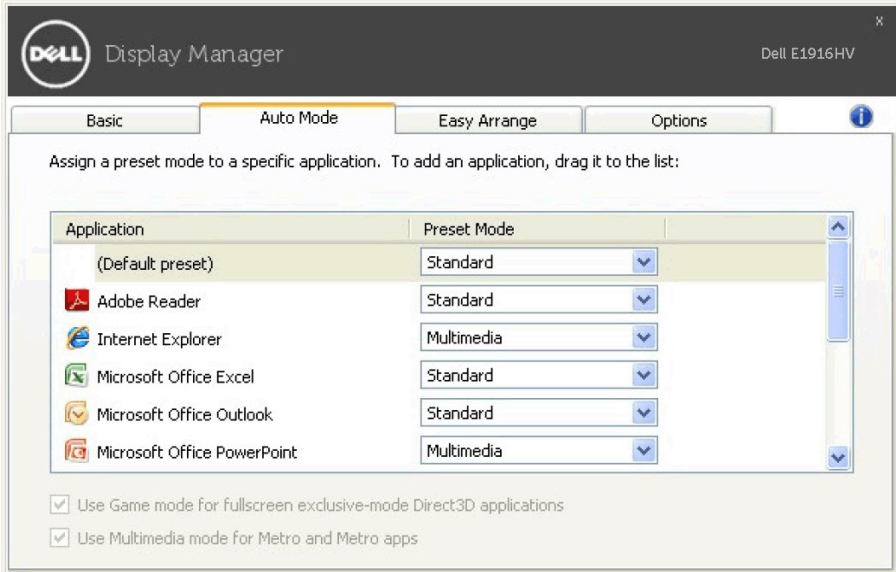 DELL Display Manager
x
Dell E1916HV
Basic Auto Mode Easy Arrange Options
Assign a preset mode to a specific application. To add an application, drag it to the list:
Application Preset Mode
(Default preset) Standard
Adobe Reader Standard
Internet Explorer Multimedia
Microsoft Office Excel Standard
Microsoft Office Outlook Standard
Microsoft Office PowerPoint Multimedia
Use Game mode for fullscreen exclusive-mode Direct3D applications
Use Multimedia mode for Metro and Metro apps